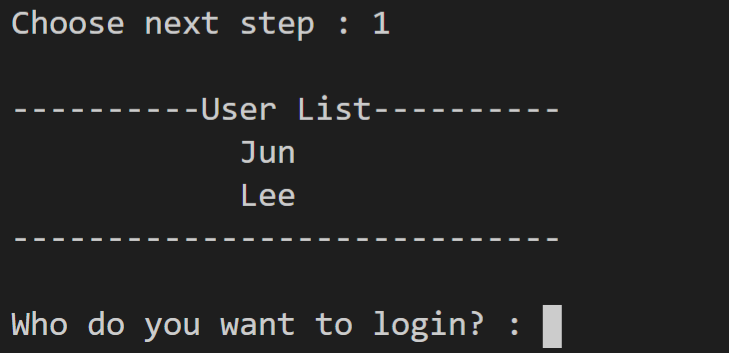 Choose next step : 1
----------User List----------
Jun
Lee
-----------------------------
Who do you want to login? :